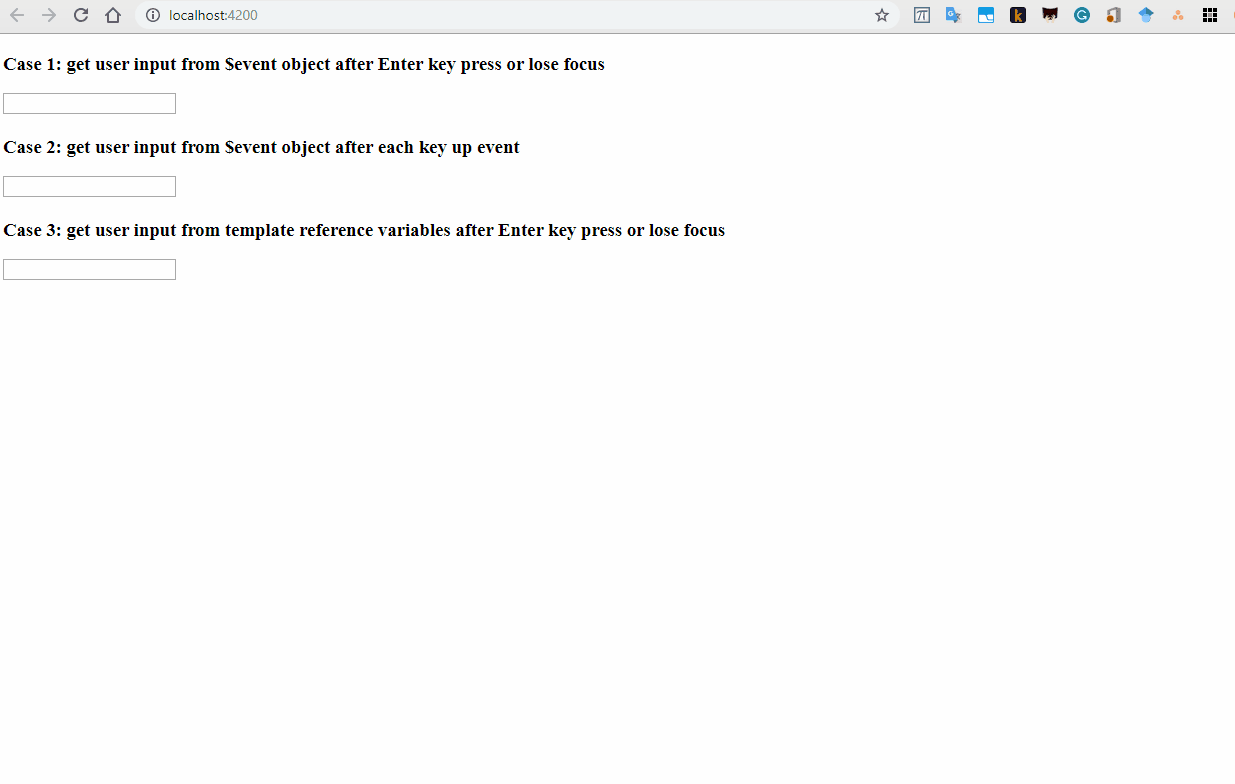 localhost:4200
Case 1: get user input from $event object after Enter key press or lose focus
Case 2: get user input from $event object after each key up event
Case 3: get user input from template reference variables after Enter key press or lose focus